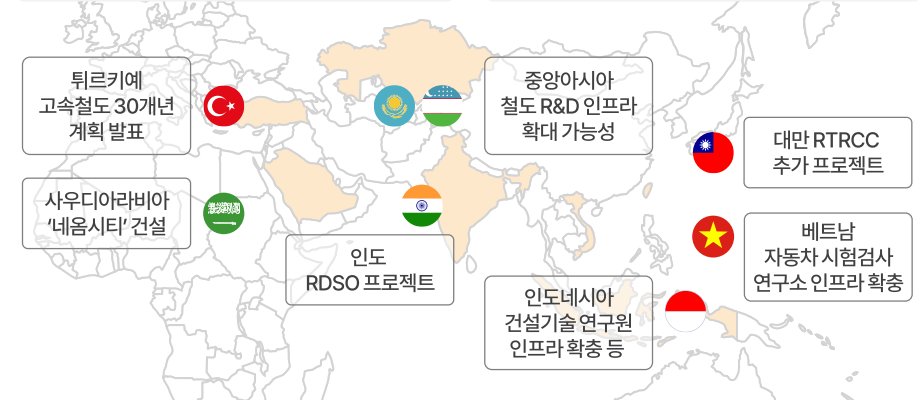 튀르키예
고속철도 30개년
계획 발표
중앙아시아
철도 R&D 인프라
확대 가능성
대만 RTRCC
추가 프로젝트
사우디아라비아
‘네옴시티’ 건설
인도
RDSO 프로젝트
베트남
자동차 시험검사
연구소 인프라 확충
인도네시아
건설기술 연구원
인프라 확충 등